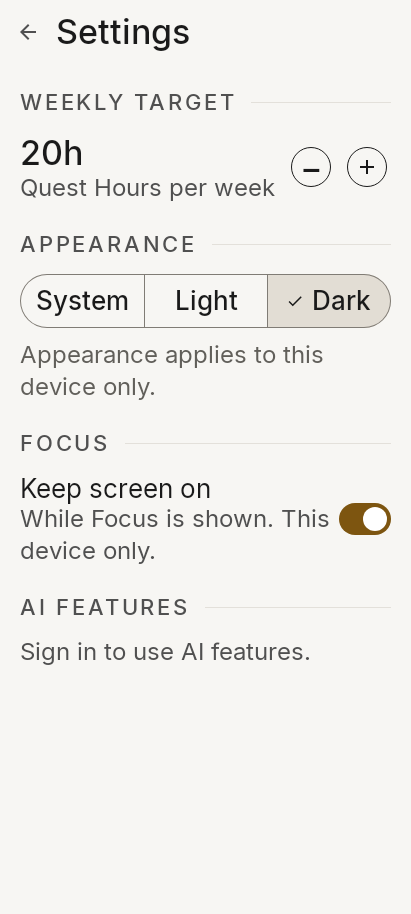 Settings
WEEKLY TARGET
20h
Quest Hours per week
APPEARANCE
System Light Dark
Appearance applies to this
device only.
FOCUS
Keep screen on
While Focus is shown. This
device only.
AI FEATURES
Sign in to use AI features.